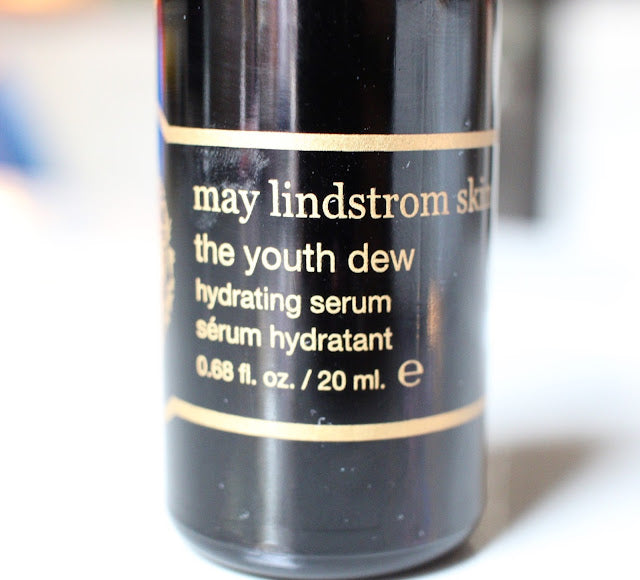 may lindstrom skin
the youth dew
hydrating serum
sérum hydratant
0.68 fl. oz. / 20 ml. ℮